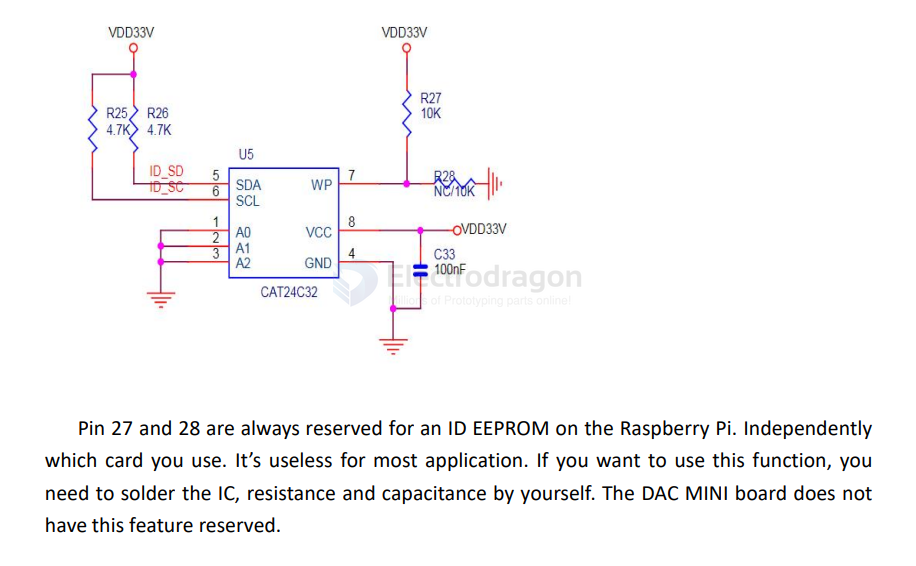 VDD33V VDD33V
R25 R26 R27
4.7K 4.7K 10K
U5
ID_SD 5 SDA WP 7 R28
ID_SC 6 SCL NC/10K
1 A0 VCC 8 VDD33V
2 A1 C33
3 A2 GND 4 100nF
Electrodragon
Millions of Prototyping parts online!
CAT24C32
Pin 27 and 28 are always reserved for an ID EEPROM on the Raspberry Pi. Independently
which card you use. It’s useless for most application. If you want to use this function, you
need to solder the IC, resistance and capacitance by yourself. The DAC MINI board does not
have this feature reserved.